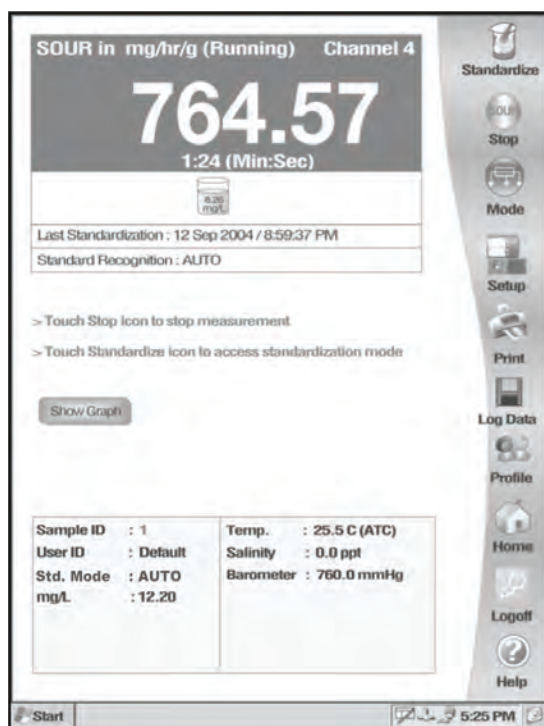 SOUR in mg/hr/g (Running) Channel 4
764.57
1:24 (Min:Sec)
8.26
mg/L
Last Standardization : 12 Sep 2004 / 8:59:37 PM
Standard Recognition : AUTO
> Touch Stop Icon to stop measurement
> Touch Standardize icon to access standardization mode
Show Graph
Sample ID : 1
User ID : Default
Std. Mode : AUTO
mg/L : 12.20
Temp. : 25.5 C (ATC)
Salinity : 0.0 ppt
Barometer : 760.0 mmHg
Standardize
SOUR
Stop
Mode
Setup
Print
Log Data
Profile
Home
Logoff
Help
Start
5:25 PM